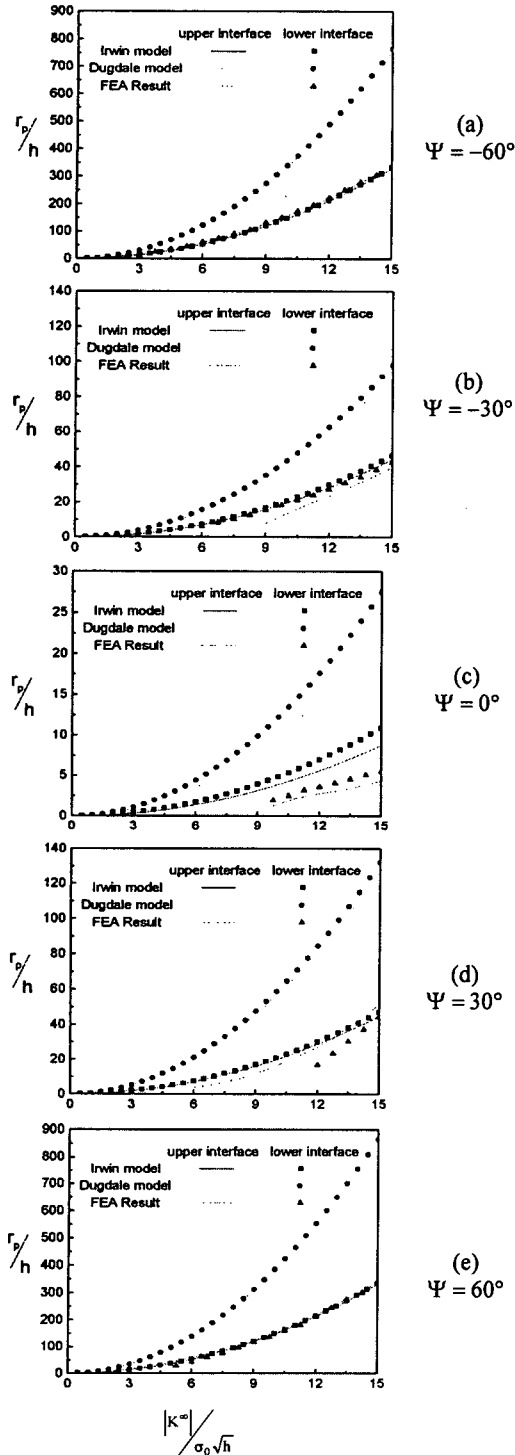 900
800
700
600
500
400
300
200
100
0
rp/h
upper interface lower interface
Irwin model
Dugdale model
FEA Result
0 3 6 9 12 15
(a)
Ψ = −60°
140
120
100
80
60
40
20
0
rp/h
upper interface lower interface
Irwin model
Dugdale model
FEA Result
0 3 6 9 12 15
(b)
Ψ = −30°
30
25
20
15
10
5
0
rp/h
upper interface lower interface
Irwin model
Dugdale model
FEA Result
0 3 6 9 12 15
(c)
Ψ = 0°
140
120
100
80
60
40
20
0
rp/h
upper interface lower interface
Irwin model
Dugdale model
FEA Result
0 3 6 9 12 15
(d)
Ψ = 30°
900
800
700
600
500
400
300
200
100
0
rp/h
upper interface lower interface
Irwin model
Dugdale model
FEA Result
0 3 6 9 12 15
(e)
Ψ = 60°
|K∞|/σ0√h